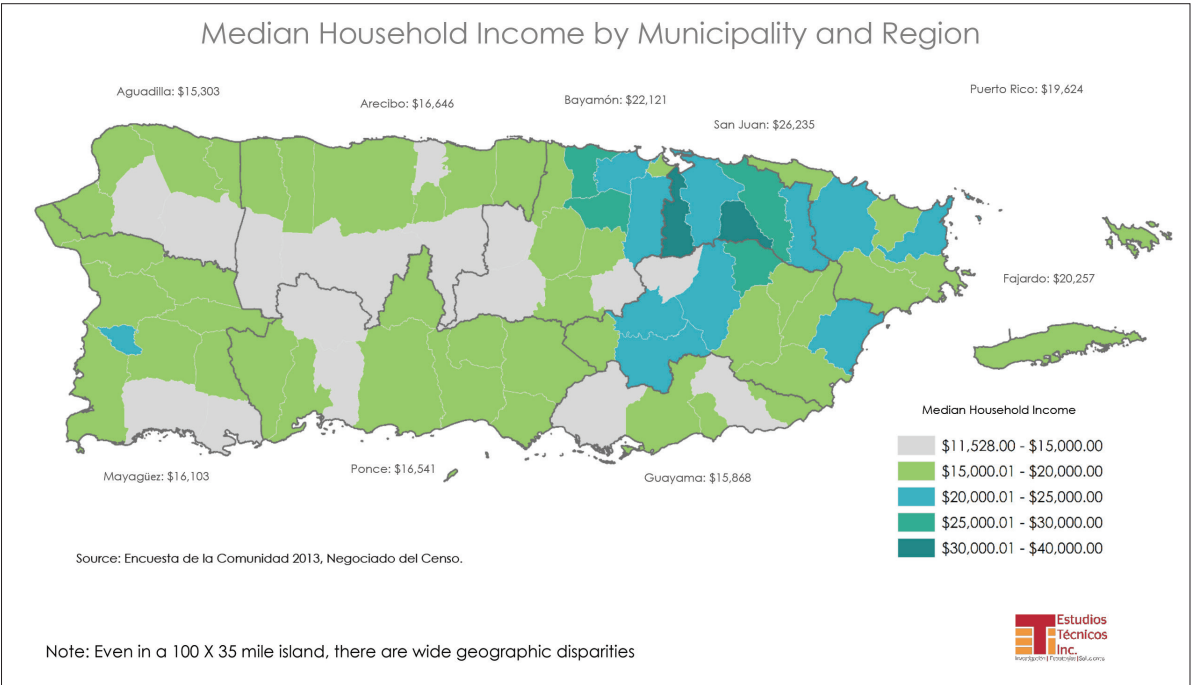 Median Household Income by Municipality and Region
Aguadilla: $15,303
Arecibo: $16,646
Bayamón: $22,121
San Juan: $26,235
Puerto Rico: $19,624
Fajardo: $20,257
Mayagüez: $16,103
Ponce: $16,541
Guayama: $15,868
Median Household Income
$11,528.00 - $15,000.00
$15,000.01 - $20,000.00
$20,000.01 - $25,000.00
$25,000.01 - $30,000.00
$30,000.01 - $40,000.00
Source: Encuesta de la Comunidad 2013, Negociado del Censo.
Note: Even in a 100 X 35 mile island, there are wide geographic disparities
Estudios
Técnicos
Inc.